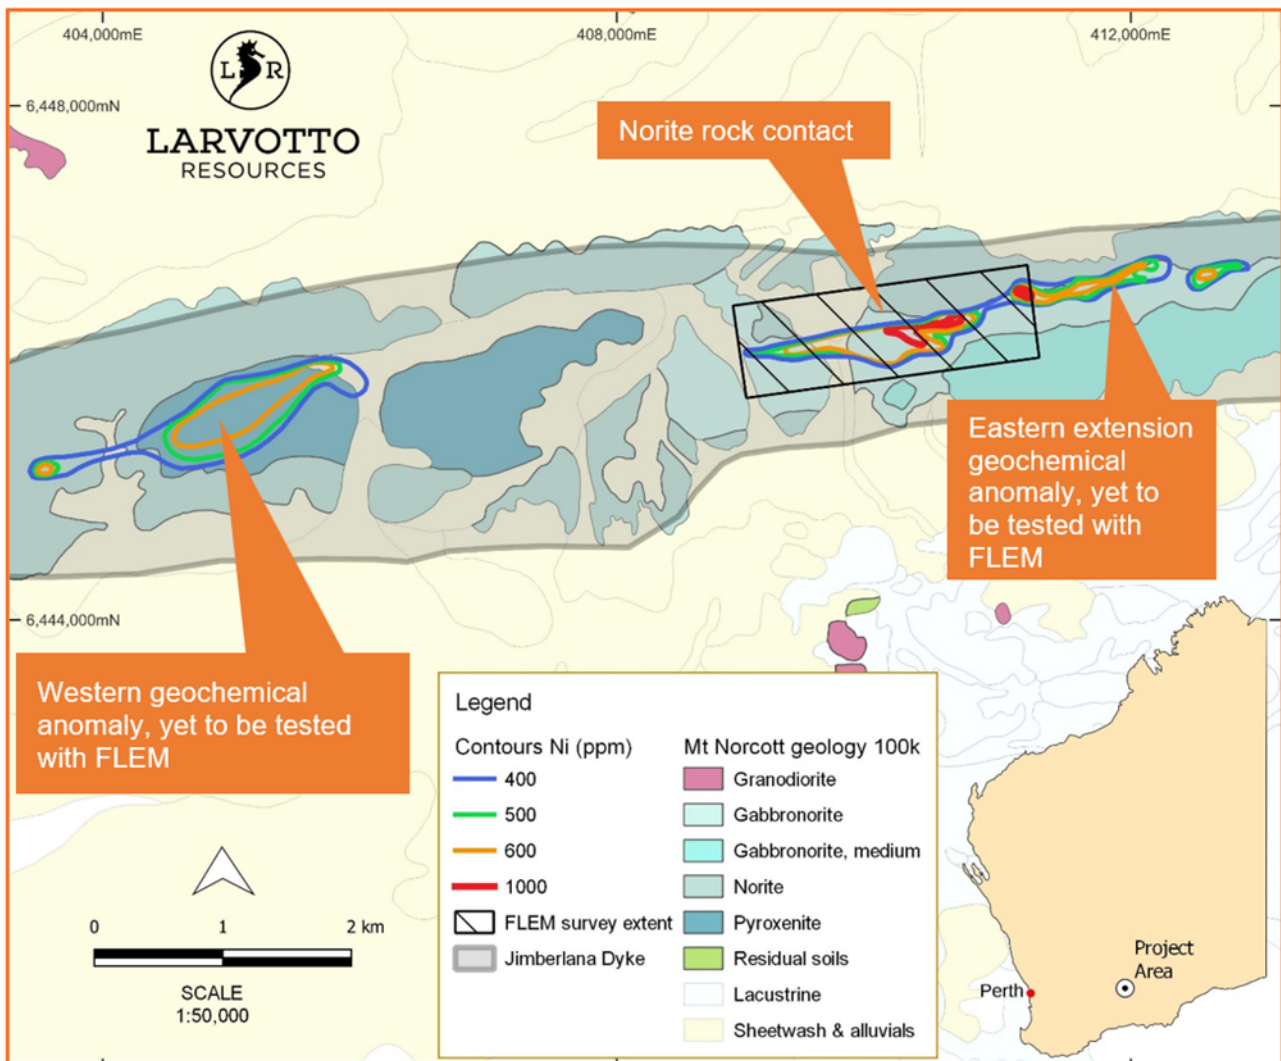 404,000mE
408,000mE
412,000mE
6,448,000mN
L R
LARVOTTO
RESOURCES
Norite rock contact
Eastern extension
geochemical
anomaly, yet to
be tested with
FLEM
6,444,000mN
Western geochemical
anomaly, yet to be tested
with FLEM
Legend
Contours Ni (ppm)
400
500
600
1000
FLEM survey extent
Jimberlana Dyke
Mt Norcott geology 100k
Granodiorite
Gabbronorite
Gabbronorite, medium
Norite
Pyroxenite
Residual soils
Lacustrine
Sheetwash & alluvials
0 1 2 km
SCALE
1:50,000
Project
Area
Perth